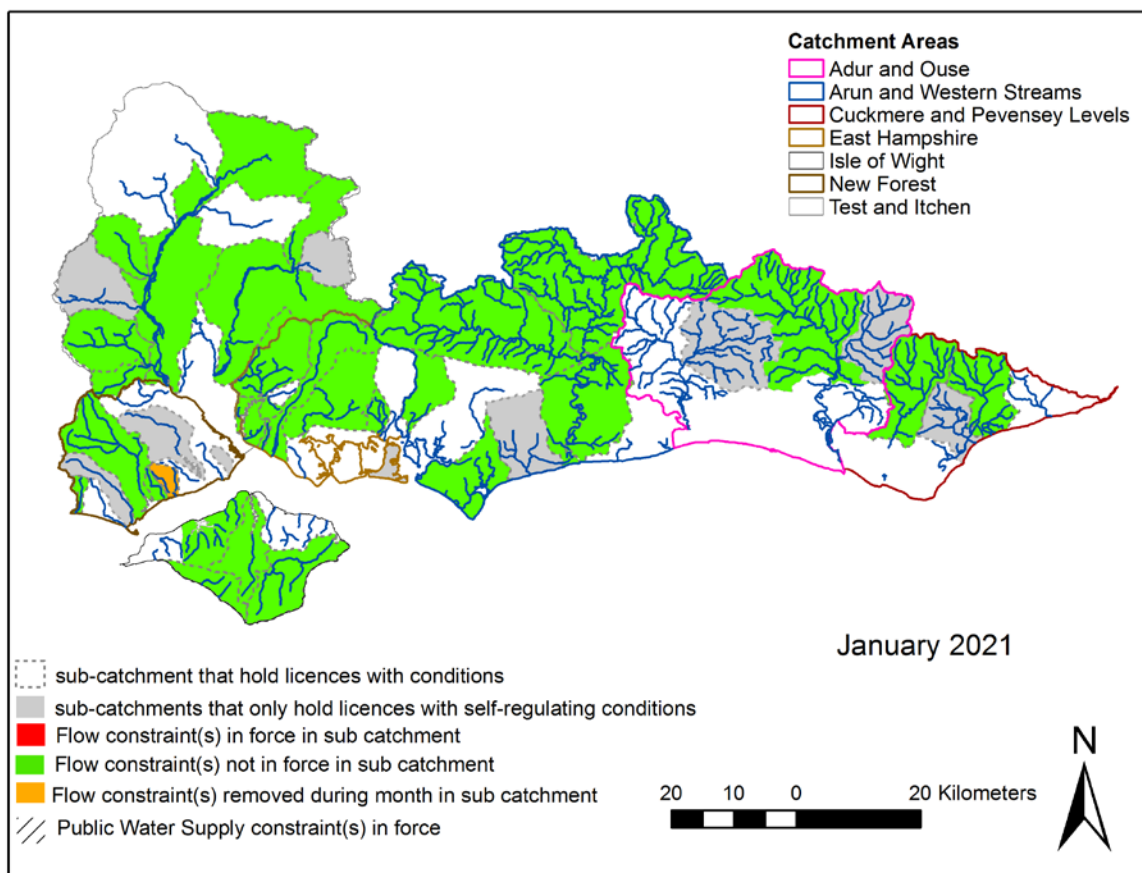 Catchment Areas
Adur and Ouse
Arun and Western Streams
Cuckmere and Pevensey Levels
East Hampshire
Isle of Wight
New Forest
Test and Itchen
January 2021
sub-catchment that hold licences with conditions
sub-catchments that only hold licences with self-regulating conditions
Flow constraint(s) in force in sub catchment
Flow constraint(s) not in force in sub catchment
Flow constraint(s) removed during month in sub catchment
Public Water Supply constraint(s) in force
N
20 10 0 20 Kilometers